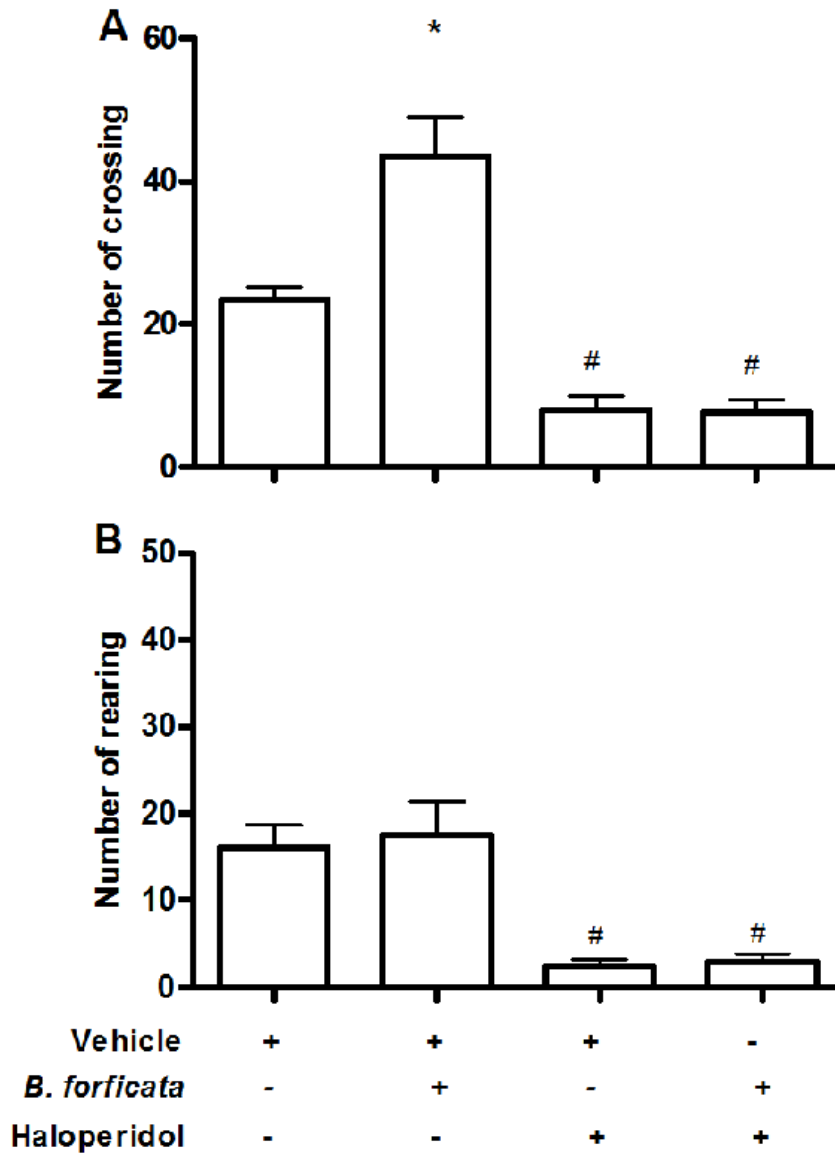 A
60
*
40
20
# #
0
Number of crossing
B
50
40
30
20
10
# #
0
Number of rearing
Vehicle + + + -
B. forficata - + - +
Haloperidol - - + +